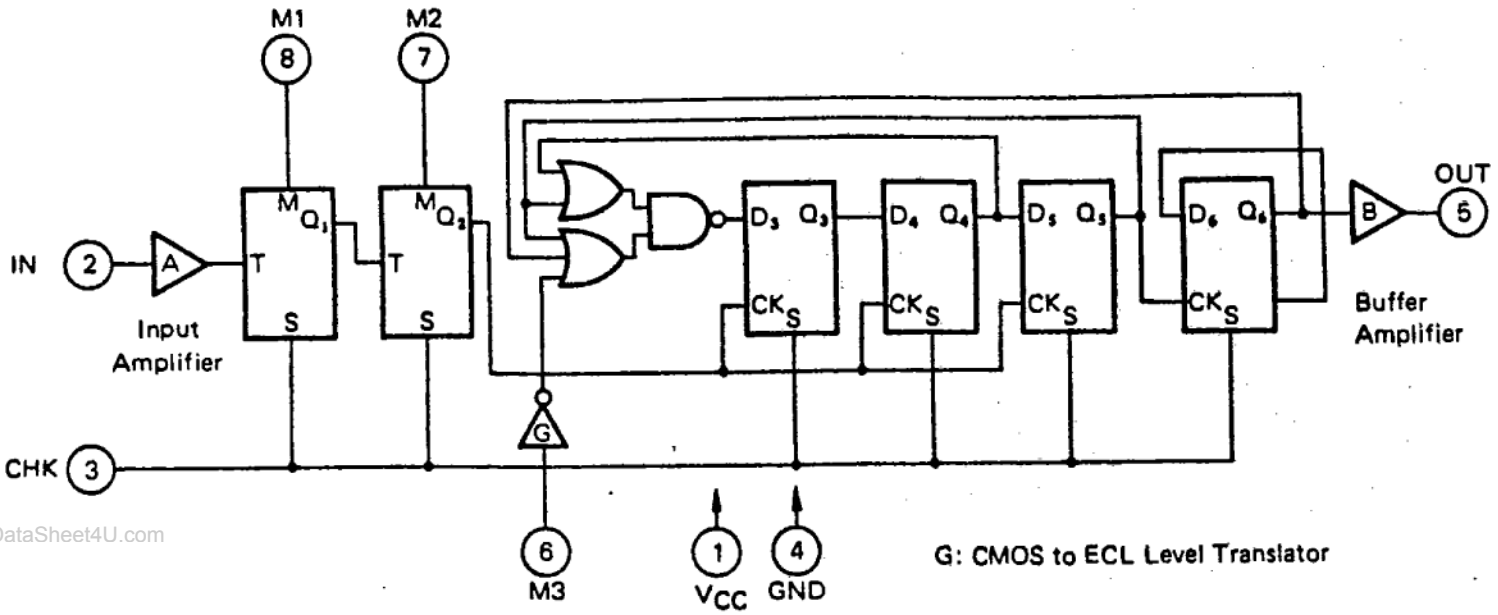 M1
M2
8
7
M Q1
M Q2
D3 Q3
D4 Q4
D5 Q5
D6 Q6
B
OUT
5
IN
2
A
T
T
S
S
CK S
CK S
CK S
CK S
Input
Amplifier
Buffer
Amplifier
G
CHK
3
6
M3
1
VCC
4
GND
G: CMOS to ECL Level Translator
DataSheet4U.com